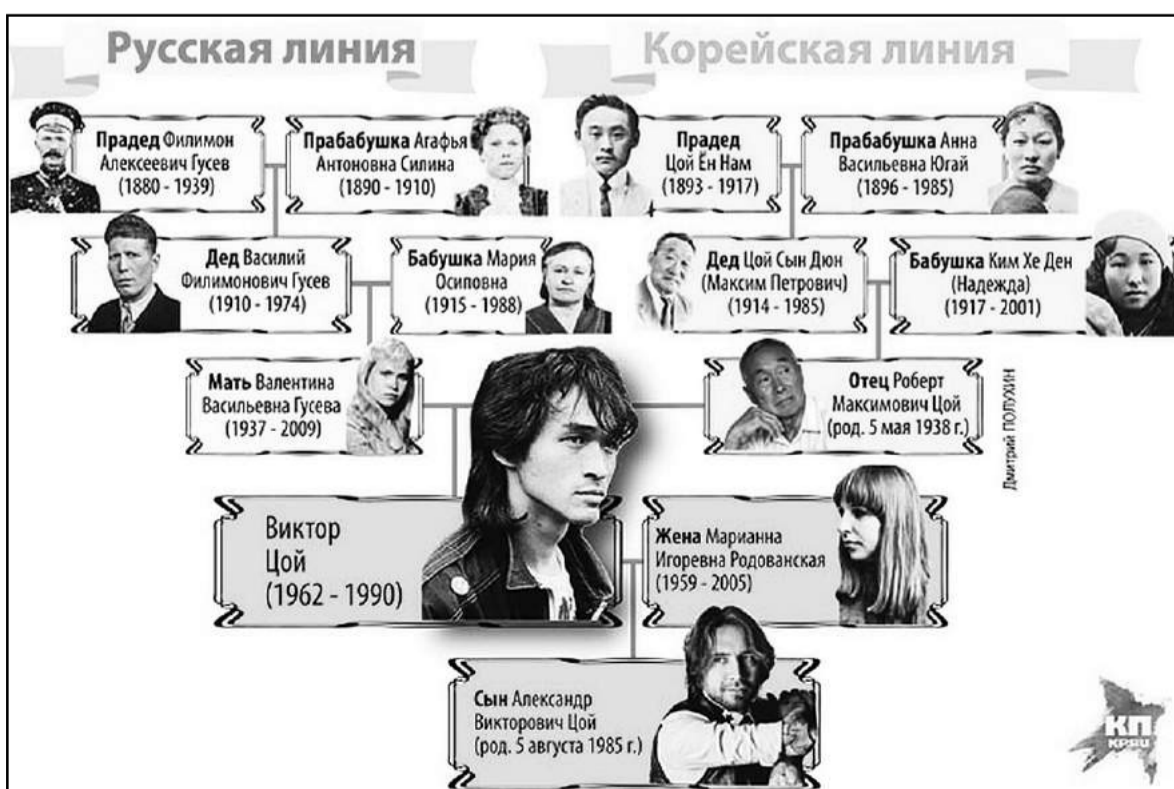 Русская линия
Корейская линия
Прадед Филимон
Алексеевич Гусев
(1880 - 1939)
Прабабушка Агафья
Антоновна Силина
(1890 - 1910)
Прадед
Цой Ён Нам
(1893 - 1917)
Прабабушка Анна
Васильевна Югай
(1896 - 1985)
Дед Василий
Филимонович Гусев
(1910 - 1974)
Бабушка Мария
Осиповна
(1915 - 1988)
Дед Цой Сын Дюн
(Максим Петрович)
(1914 - 1985)
Бабушка Ким Хе Ден
(Надежда)
(1917 - 2001)
Мать Валентина
Васильевна Гусева
(1937 - 2009)
Отец Роберт
Максимович Цой
(род. 5 мая 1938 г.)
Дмитрий ПОЛУХИН
Виктор
Цой
(1962 - 1990)
Жена Марианна
Игоревна Родованская
(1959 - 2005)
Сын Александр
Викторович Цой
(род. 5 августа 1985 г.)
КП
KP.RU